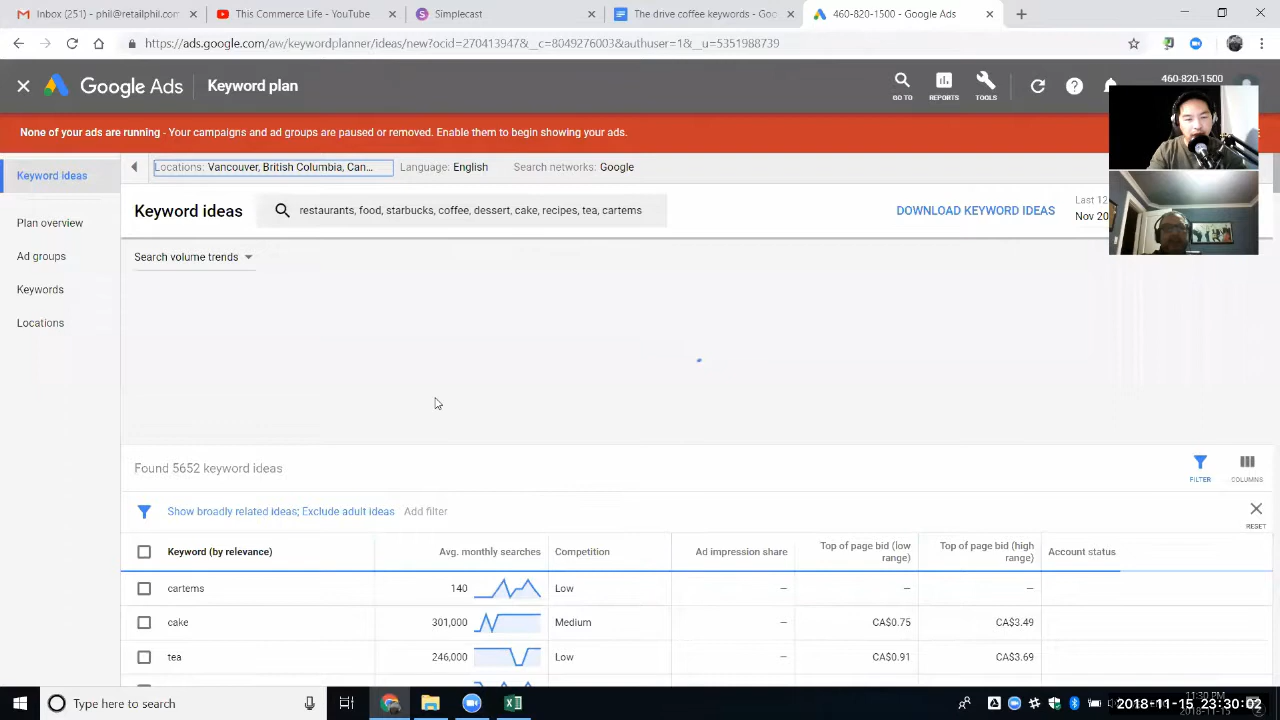 Inbox (251) - phil@retailphil.com
This Commerce Life - YouTube
Simplecast
The drive coffee keywords - Goo
460-820-1500 - Google Ads
https://ads.google.com/aw/keywordplanner/ideas/new?ocid=270413947&__c=8049276003&authuser=1&__u=5351988739
Google Ads
Keyword plan
GO TO
REPORTS
TOOLS
460-820-1500
None of your ads are running - Your campaigns and ad groups are paused or removed. Enable them to begin showing your ads.
Keyword ideas
Plan overview
Ad groups
Keywords
Locations
Locations: Vancouver, British Columbia, Can...
Language: English
Search networks: Google
Keyword ideas
restaurants, food, starbucks, coffee, dessert, cake, recipes, tea, cartems
DOWNLOAD KEYWORD IDEAS
Last 12
Nov 20
Search volume trends
Found 5652 keyword ideas
FILTER
COLUMNS
Show broadly related ideas; Exclude adult ideas
Add filter
RESET
Keyword (by relevance)
Avg. monthly searches
Competition
Ad impression share
Top of page bid (low
range)
Top of page bid (high
range)
Account status
cartems 140 Low – – –
cake 301,000 Medium – CA$0.75 CA$3.49
tea 246,000 Low – CA$0.91 CA$3.69
Type here to search
11:30 PM
2018-11-15 23:30:02
2018-11-15